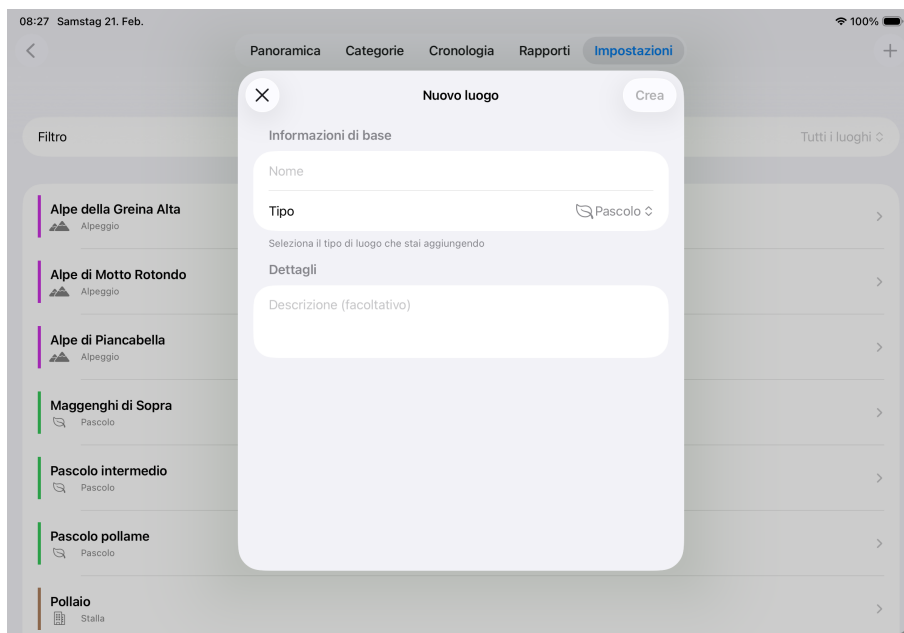 08:27 Samstag 21. Feb.
100%
Panoramica Categorie Cronologia Rapporti Impostazioni
Nuovo luogo
Crea
Informazioni di base
Filtro
Tutti i luoghi
Nome
Tipo
Pascolo
Seleziona il tipo di luogo che stai aggiungendo
Dettagli
Descrizione (facoltativo)
Alpe della Greina Alta
Alpeggio
Alpe di Motto Rotondo
Alpeggio
Alpe di Piancabella
Alpeggio
Maggenghi di Sopra
Pascolo
Pascolo intermedio
Pascolo
Pascolo pollame
Pascolo
Pollaio
Stalla